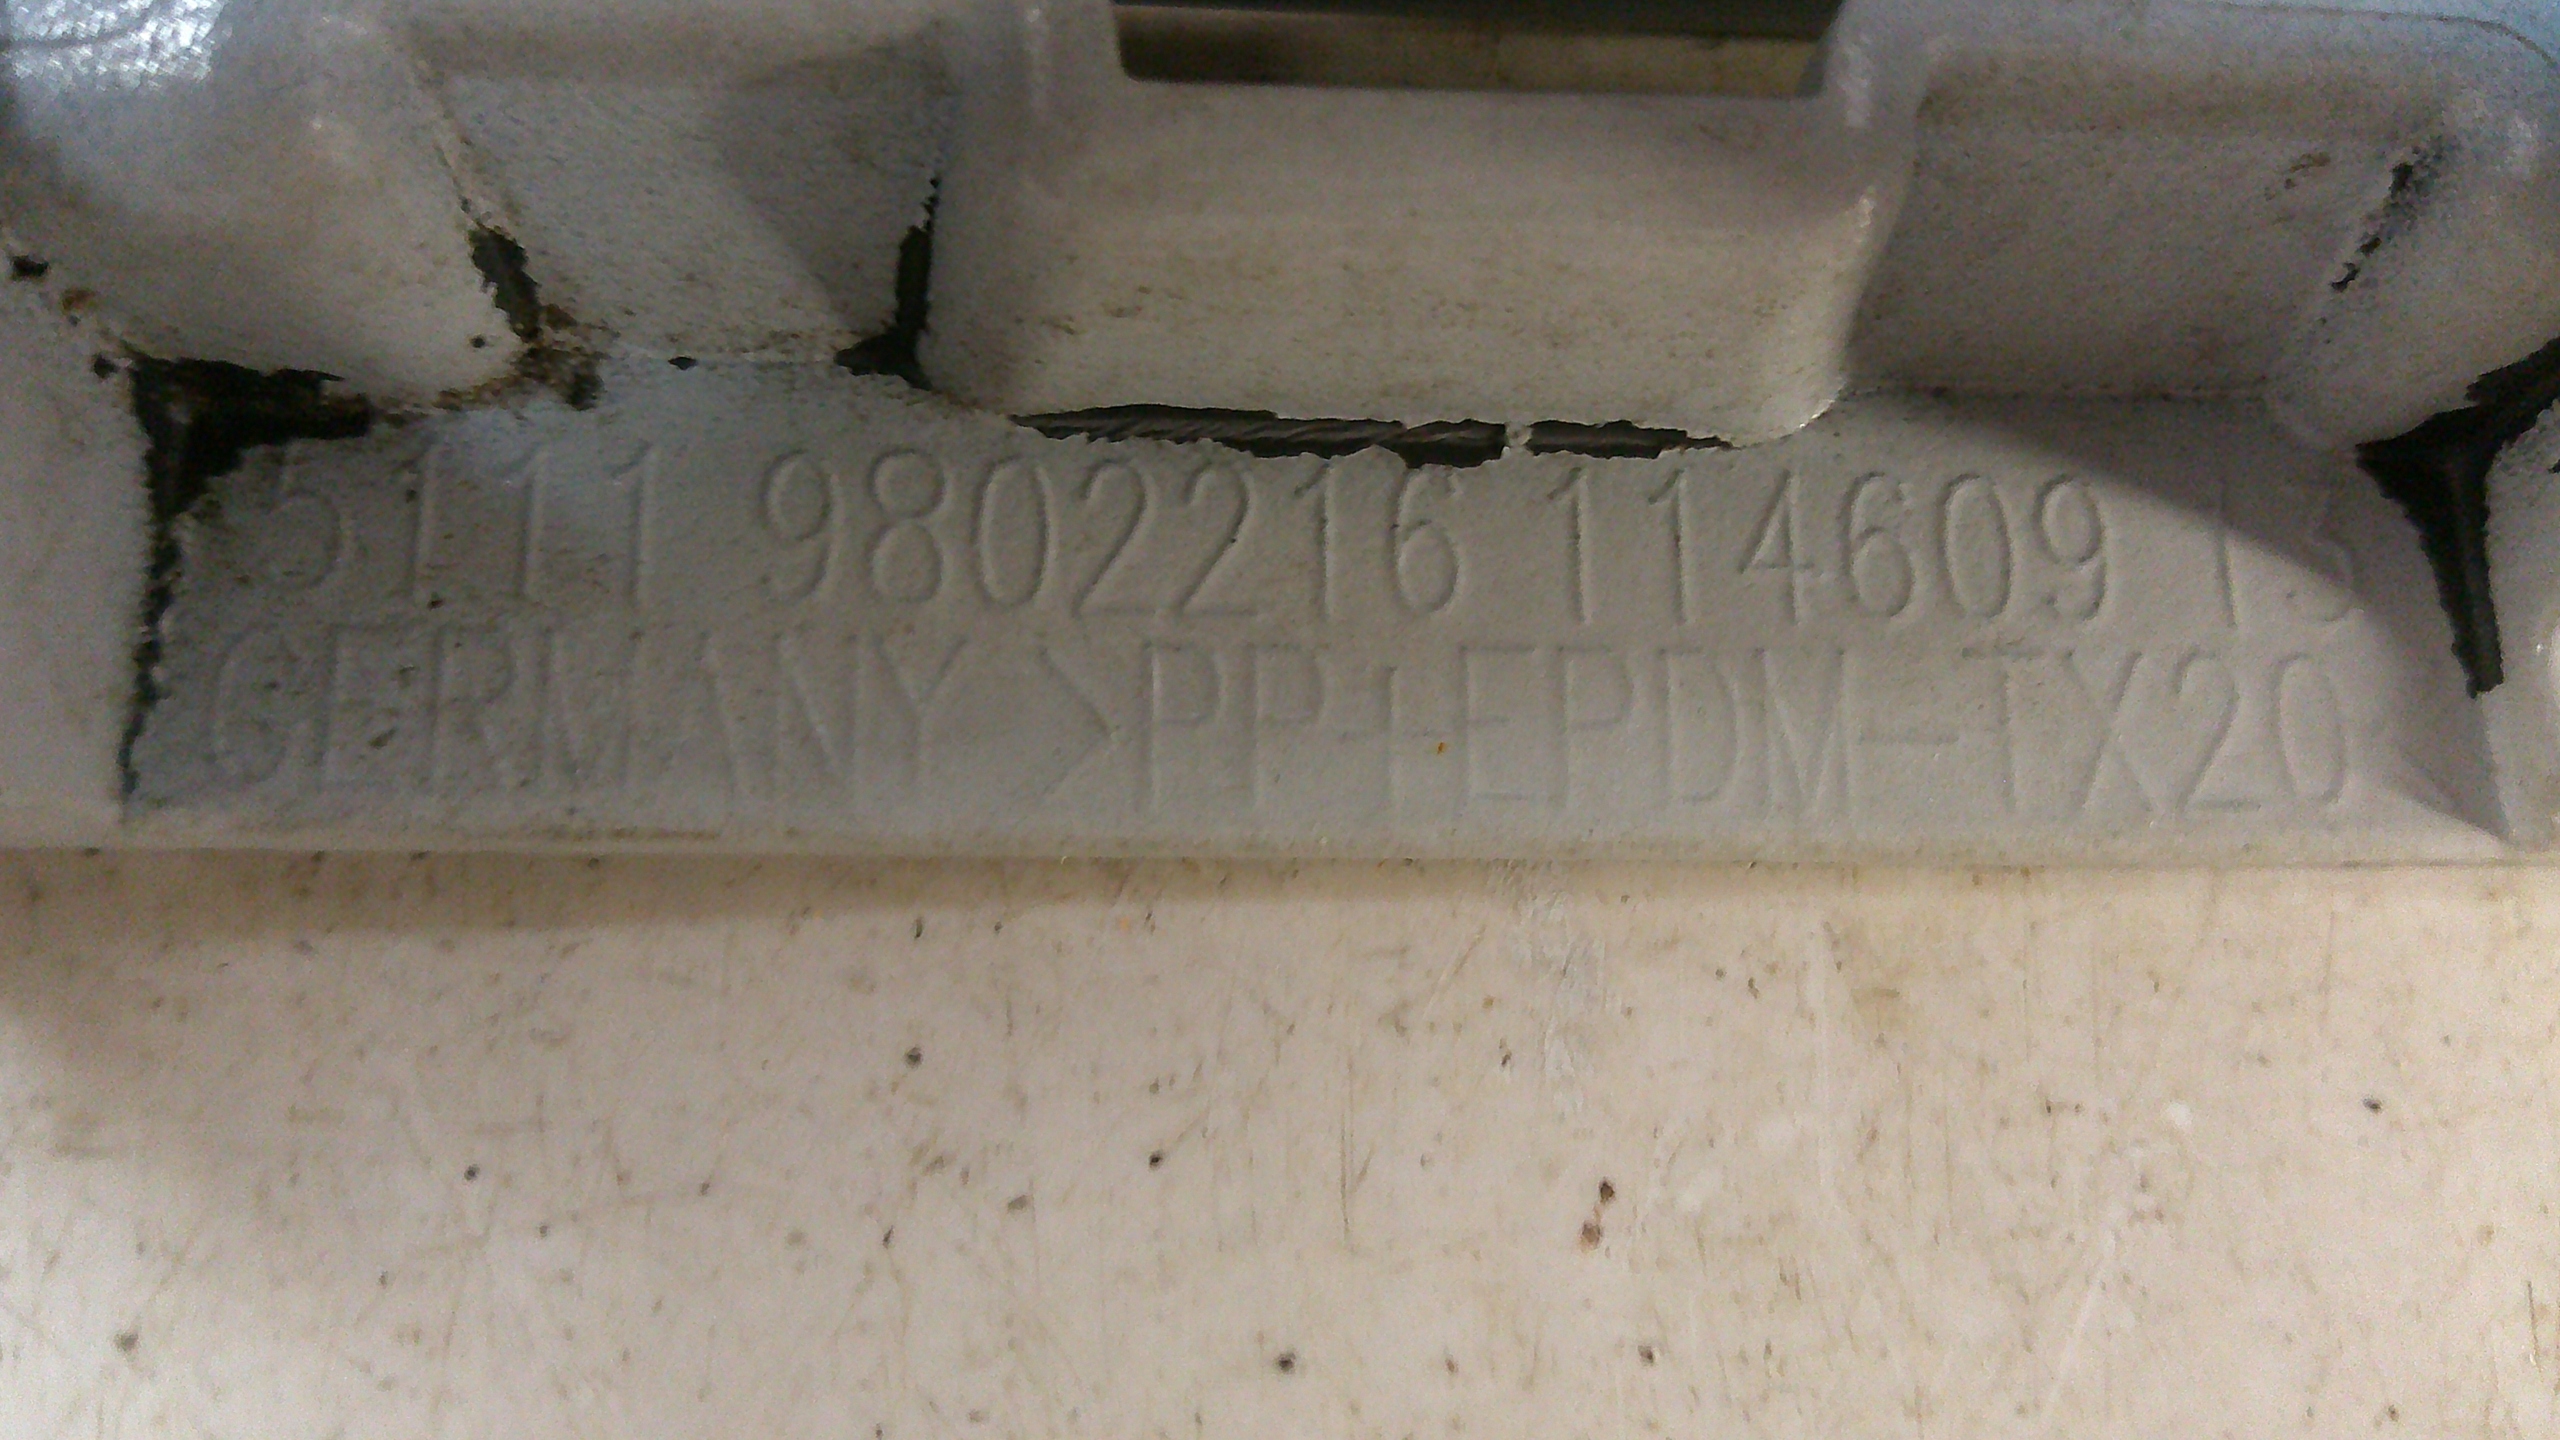 5111 9802216 114609 13
GERMANY >PP+EPDM-TX20